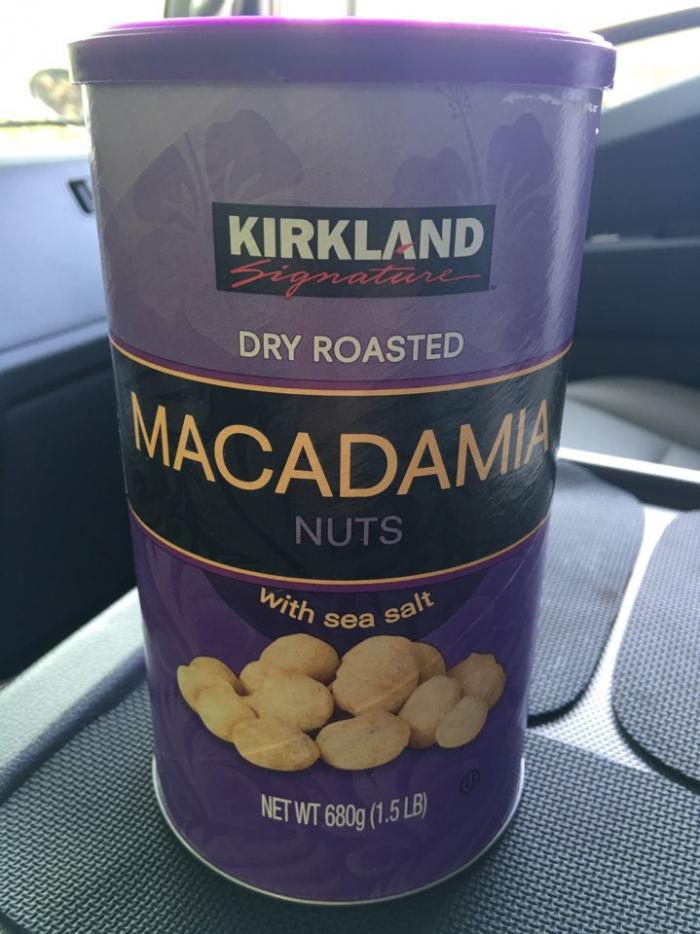 KIRKLAND
Signature
DRY ROASTED
MACADAMIA
NUTS
with sea salt
NET WT 680g (1.5 LB)